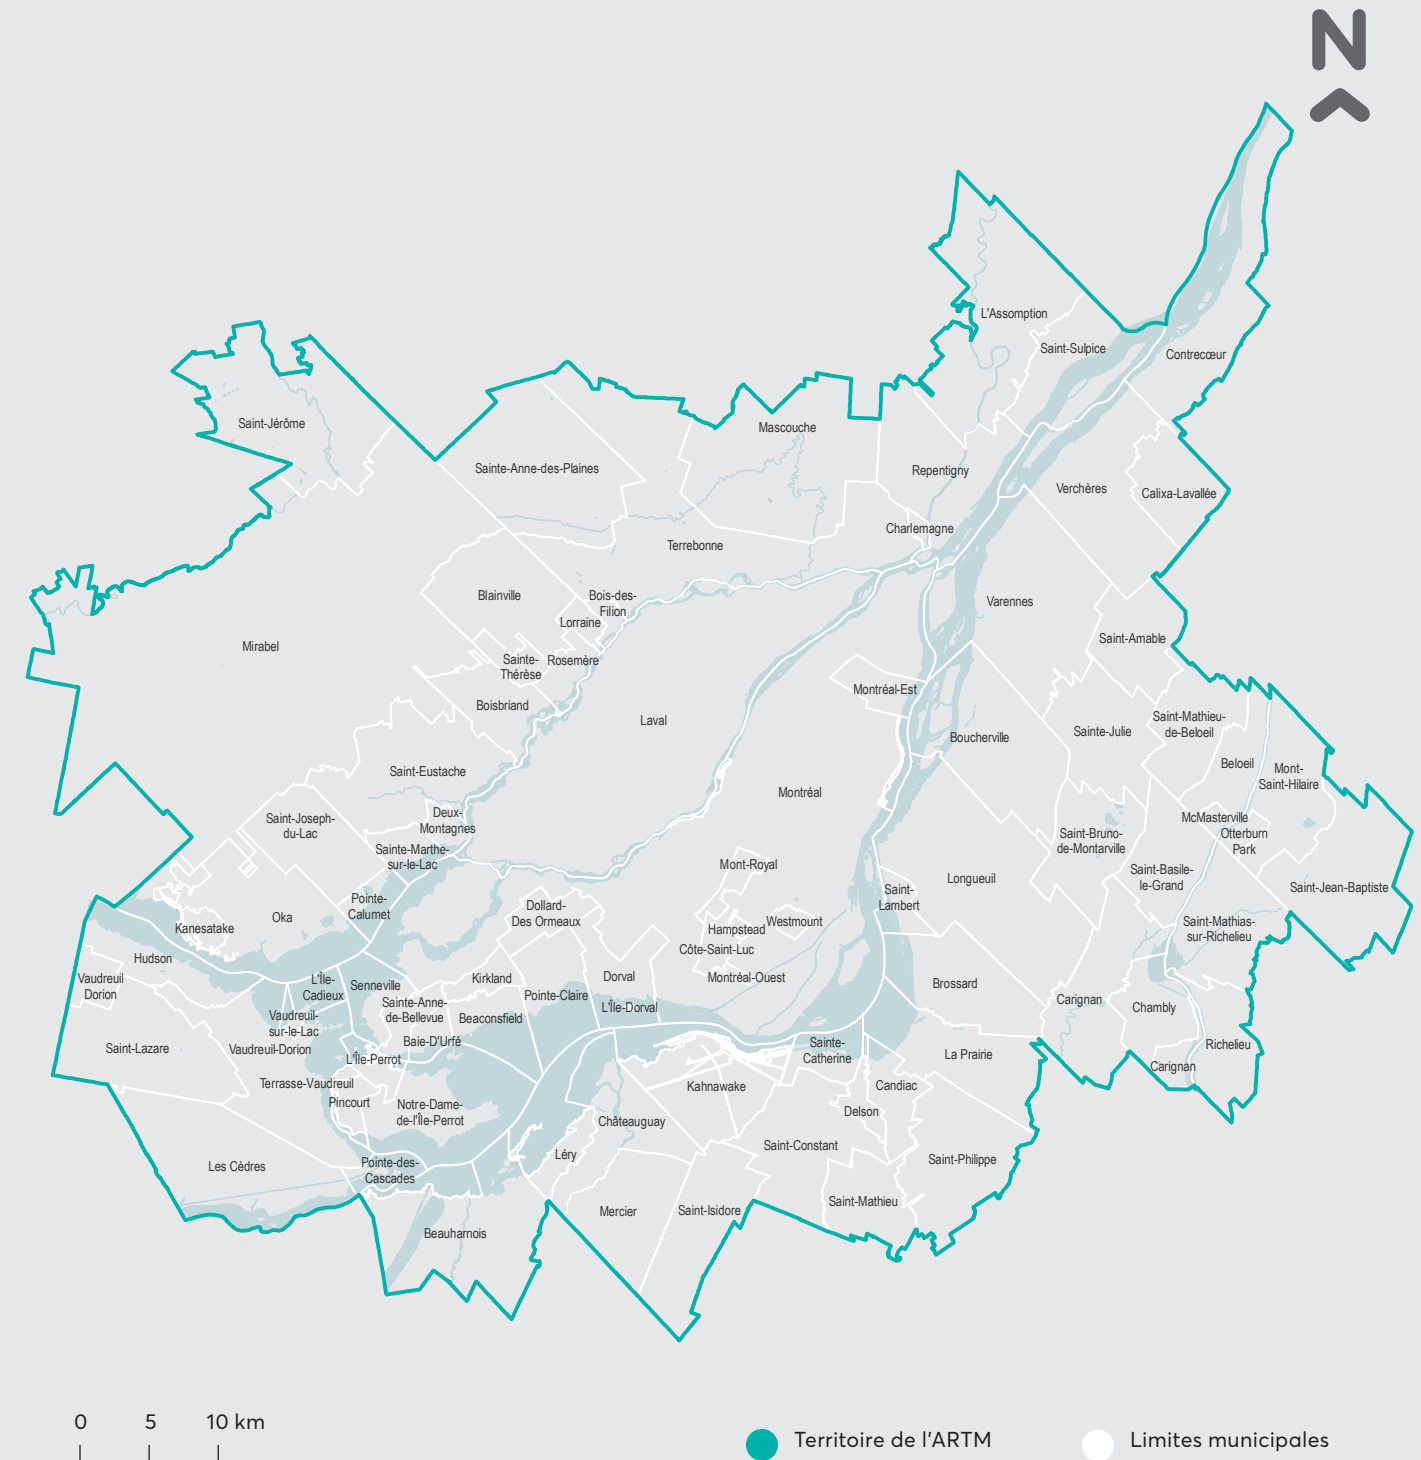 N
L'Assomption
Saint-Sulpice
Contrecœur
Saint-Jérôme
Mascouche
Sainte-Anne-des-Plaines
Repentigny
Verchères
Calixa-Lavallée
Charlemagne
Terrebonne
Blainville
Bois-des-
Filion
Lorraine
Varennes
Saint-Amable
Mirabel
Sainte-
Thérèse
Rosemère
Montréal-Est
Boisbriand
Laval
Boucherville
Sainte-Julie
Saint-Mathieu-
de-Beloeil
Beloeil
Mont-
Saint-Hilaire
Saint-Eustache
Montréal
Saint-Joseph-
du-Lac
Deux-
Montagnes
McMasterville
Otterburn
Park
Saint-Bruno-
de-Montarville
Sainte-Marthe-
sur-le-Lac
Mont-Royal
Saint-Basile-
le-Grand
Longueuil
Saint-
Lambert
Saint-Jean-Baptiste
Pointe-
Calumet
Oka
Dollard-
Des Ormeaux
Kanesatake
Hampstead
Westmount
Saint-Mathias-
sur-Richelieu
Côte-Saint-Luc
Hudson
Vaudreuil
Dorion
L'Île-
Cadieux
Senneville
Kirkland
Dorval
Montréal-Ouest
Brossard
Pointe-Claire
L'Île-Dorval
Sainte-Anne-
de-Bellevue
Beaconsfield
Carignan
Chambly
Vaudreuil-
sur-le-Lac
Baie-D'Urfé
Saint-Lazare
Vaudreuil-Dorion
L'Île-Perrot
Sainte-
Catherine
La Prairie
Richelieu
Carignan
Terrasse-Vaudreuil
Pincourt
Kahnawake
Candiac
Notre-Dame-
de-l'Île-Perrot
Châteauguay
Delson
Saint-Constant
Léry
Saint-Philippe
Les Cèdres
Pointe-des-
Cascades
Saint-Mathieu
Mercier
Saint-Isidore
Beauharnois
0 5 10 km
Territoire de l'ARTM
Limites municipales